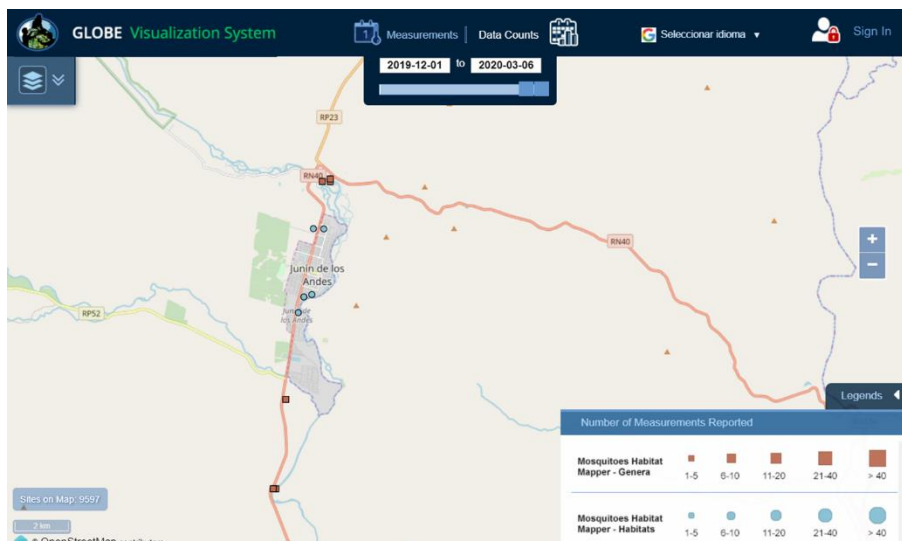 GLOBE Visualization System
Measurements
Data Counts
Seleccionar idioma
Sign In
2019-12-01 to 2020-03-06
RP23
RN40
RN40
Junín de los
Andes
RP52
Junín de
los Andes
Legends
Number of Measurements Reported
Mosquitoes Habitat
Mapper - Genera
1-5 6-10 11-20 21-40 > 40
Mosquitoes Habitat
Mapper - Habitats
1-5 6-10 11-20 21-40 > 40
Sites on Map: 9597
2 km
© OpenStreetMap